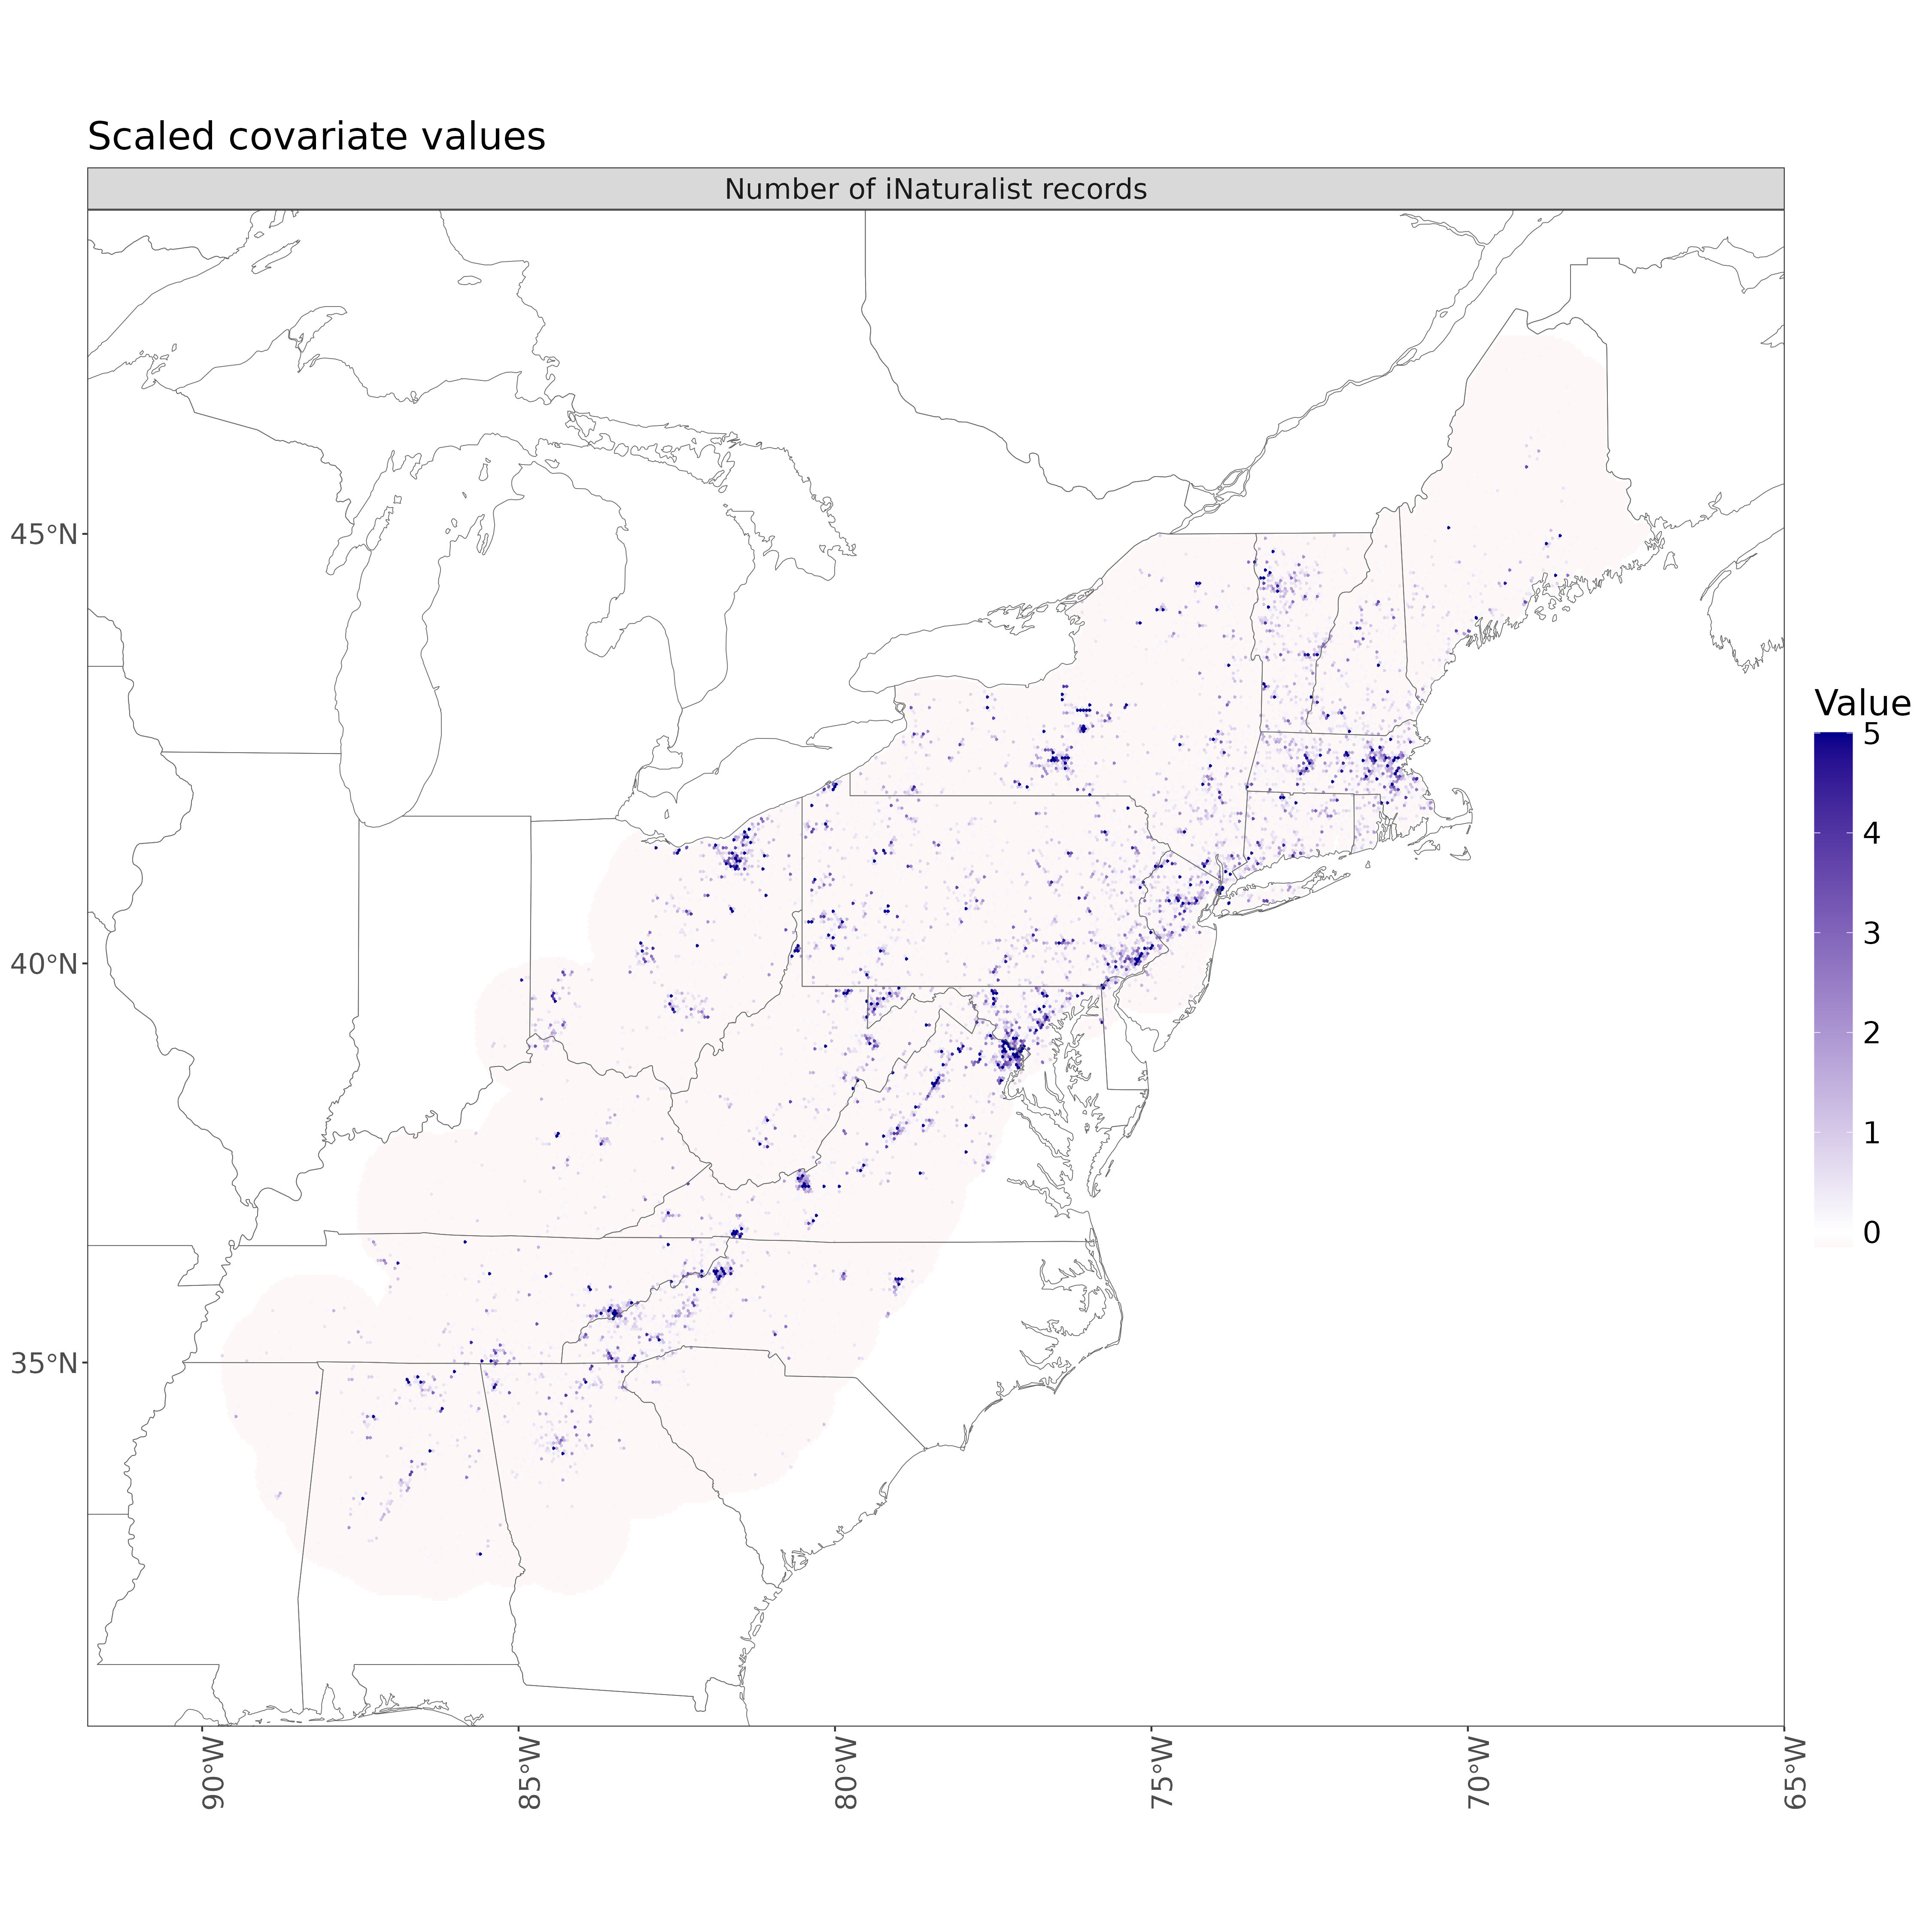 Scaled covariate values
Number of iNaturalist records
45°N
40°N
35°N
90°W
85°W
80°W
75°W
70°W
65°W
Value
5
4
3
2
1
0